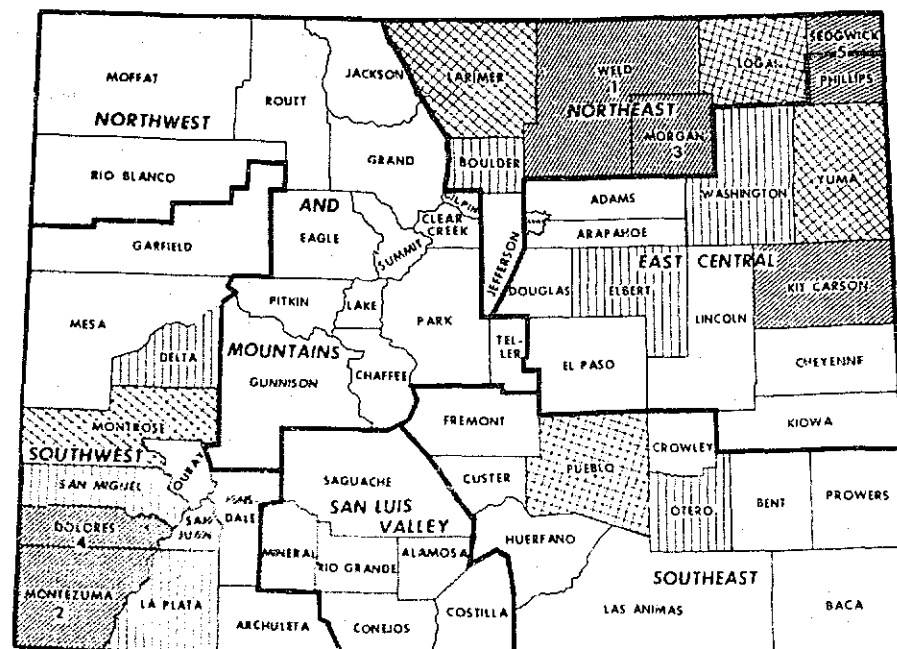 SEDGWICK
5
PHILLIPS
MOFFAT
ROUTT
JACKSON
LARIMER
WELD
1
LOGAN
NORTHWEST
NORTHEAST
MORGAN
3
GRAND
BOULDER
WASHINGTON
YUMA
RIO BLANCO
ADAMS
AND
EAGLE
CLEAR
CREEK
ARAPAHOE
GARFIELD
SUMMIT
JEFFERSON
EAST CENTRAL
DOUGLAS
ELBERT
KIT CARSON
PITKIN
LAKE
PARK
LINCOLN
MESA
TEL-
LER
DELTA
MOUNTAINS
GUNNISON
CHAFFEE
EL PASO
CHEYENNE
MONTROSE
FREMONT
KIOWA
SOUTHWEST
OURAY
CROWLEY
SAN MIGUEL
SAGUACHE
CUSTER
PUEBLO
DALE
SAN LUIS
VALLEY
OTERO
BENT
PROWERS
DOLORES
4
SAN
JUAN
HUERFANO
MINERAL
RIO GRANDE
ALAMOSA
MONTEZUMA
2
LA PLATA
SOUTHEAST
COSTILLA
LAS ANIMAS
BACA
ARCHULETA
CONEJOS